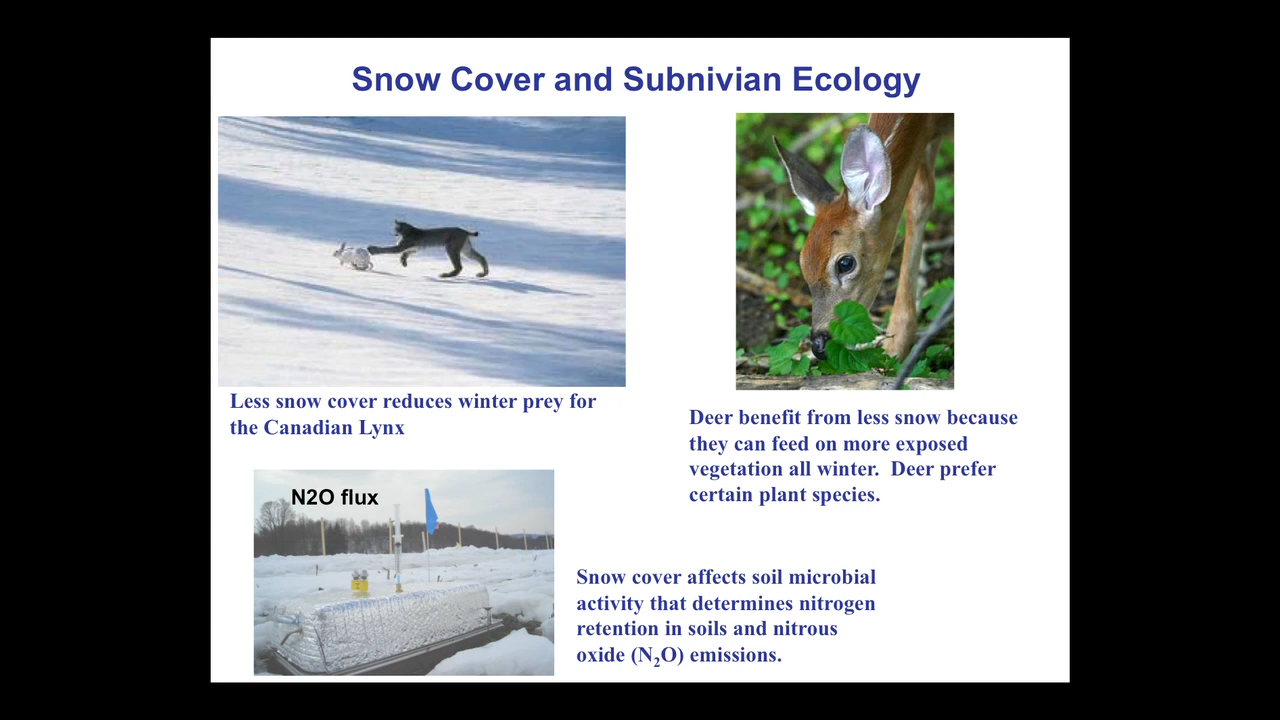 Snow Cover and Subnivian Ecology
Less snow cover reduces winter prey for
the Canadian Lynx
Deer benefit from less snow because
they can feed on more exposed
vegetation all winter.  Deer prefer
certain plant species.
N2O flux
Snow cover affects soil microbial
activity that determines nitrogen
retention in soils and nitrous
oxide (N₂O) emissions.